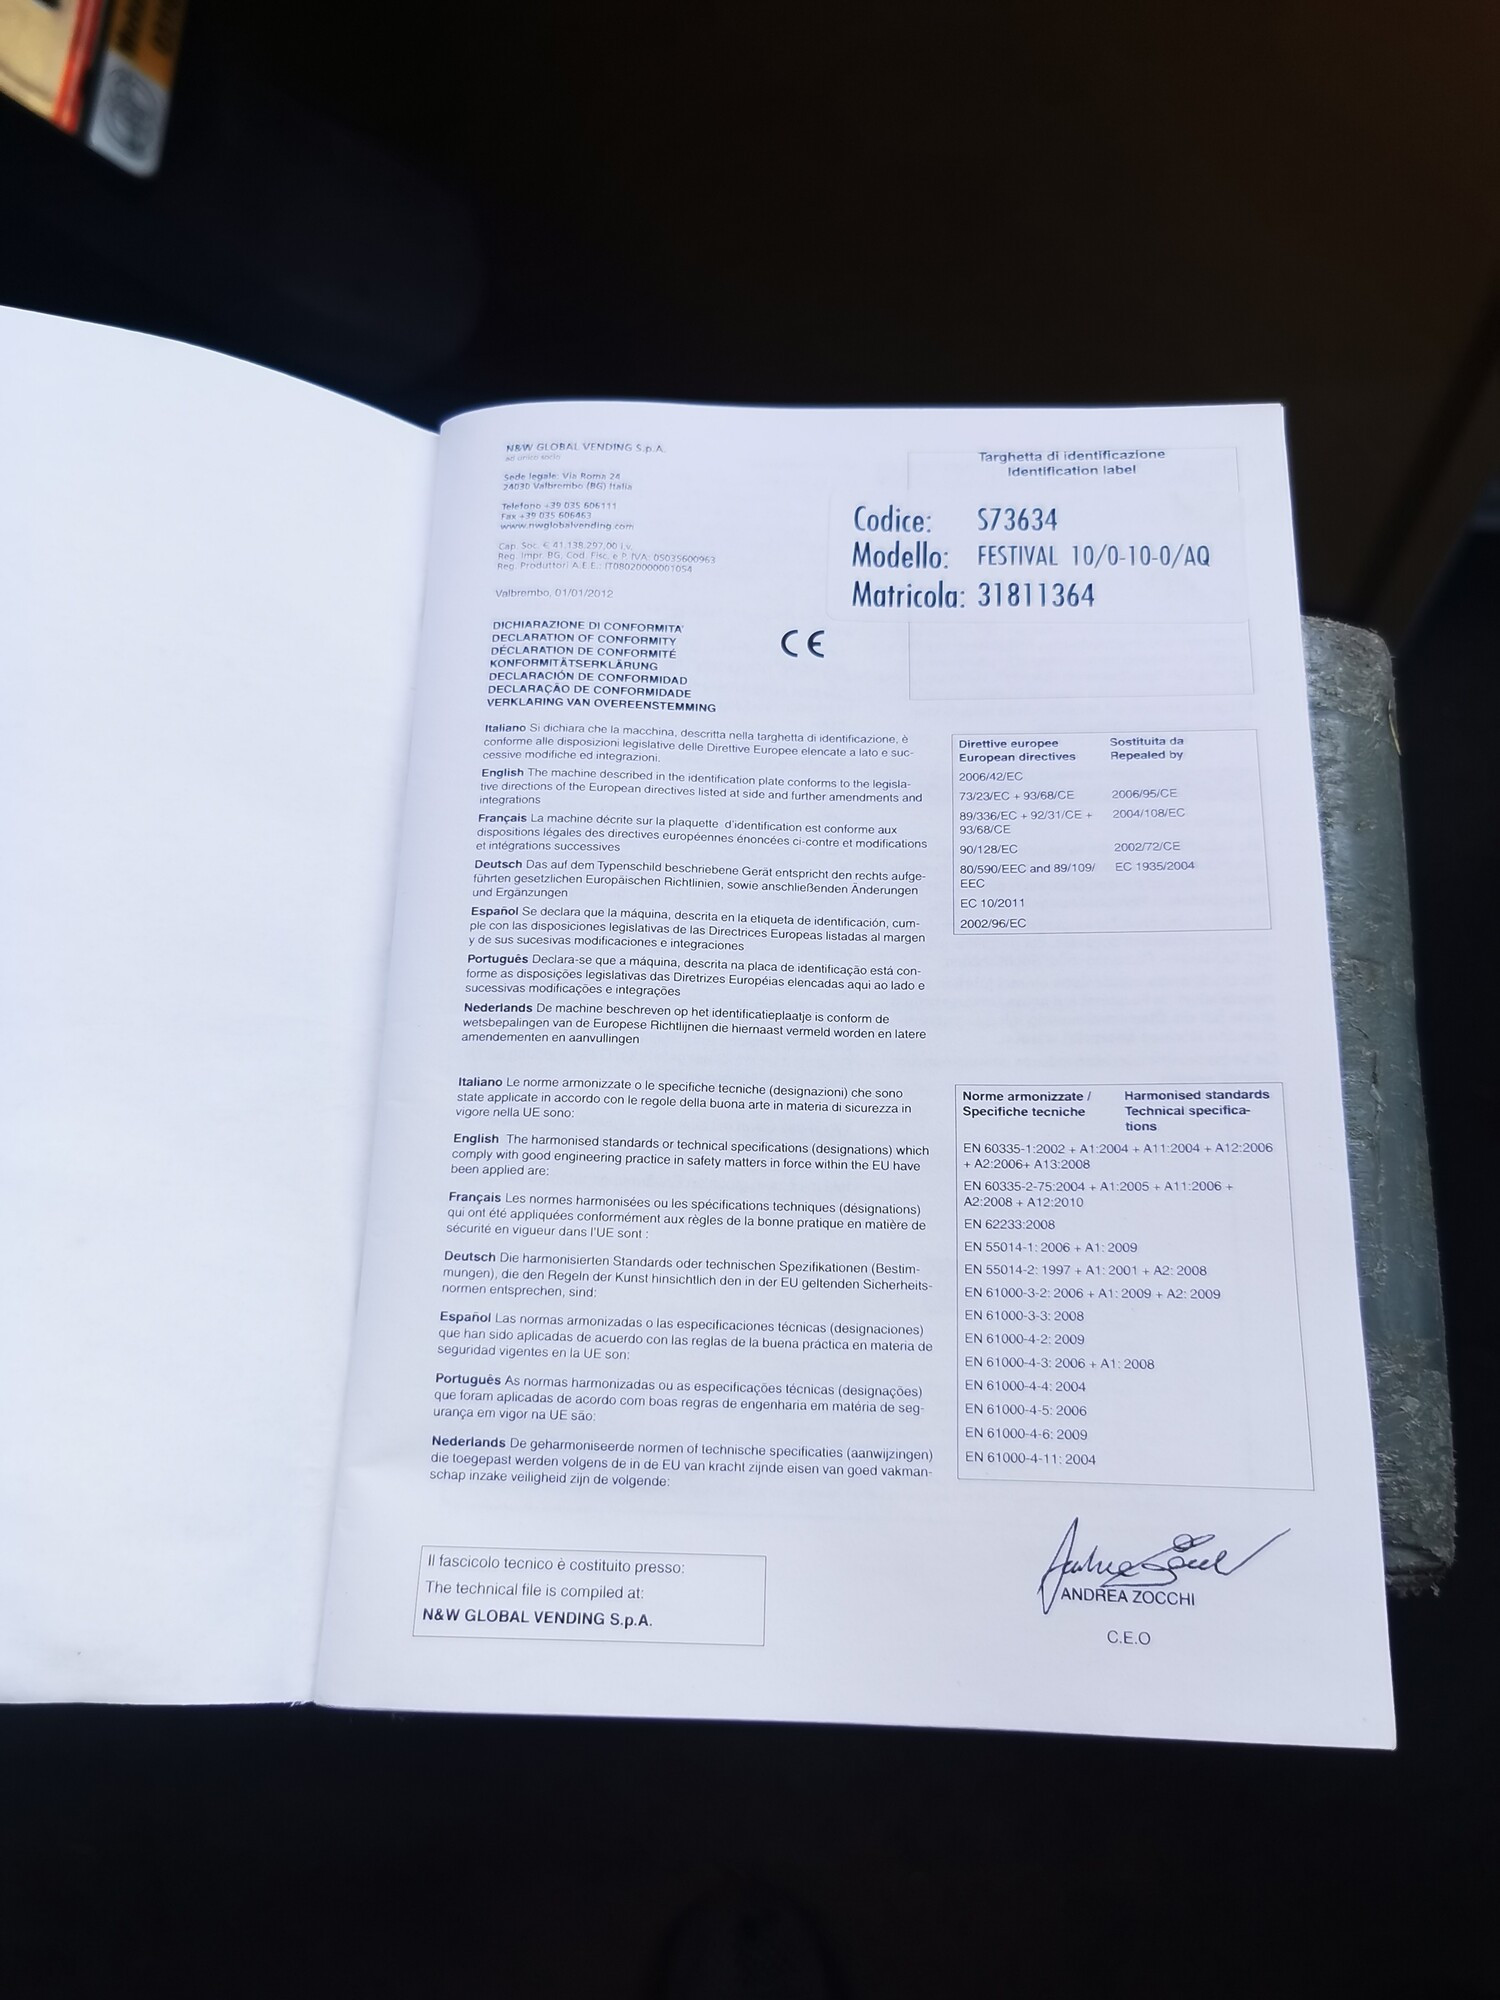 N&W GLOBAL VENDING S.p.A.
ad unico socio
Sede legale: Via Roma 24
24030 Valbrembo (BG) Italia
Telefono +39 035 606111
Fax +39 035 606463
www.nwglobalvending.com
Cap. Soc. € 41.138.297,00 i.v.
Reg. Impr. BG, Cod. Fisc. e P. IVA: 05035600963
Reg. Produttori A.E.E.: IT08020000001054
Valbrembo, 01/01/2012
Targhetta di identificazione
Identification label
Codice: S73634
Modello: FESTIVAL 10/0-10-0/AQ
Matricola: 31811364
DICHIARAZIONE DI CONFORMITA'
DECLARATION OF CONFORMITY
DÉCLARATION DE CONFORMITÉ
KONFORMITÄTSERKLÄRUNG
DECLARACIÓN DE CONFORMIDAD
DECLARAÇÃO DE CONFORMIDADE
VERKLARING VAN OVEREENSTEMMING
CE
Italiano Si dichiara che la macchina, descritta nella targhetta di identificazione, è
conforme alle disposizioni legislative delle Direttive Europee elencate a lato e suc-
cessive modifiche ed integrazioni.
English The machine described in the identification plate conforms to the legisla-
tive directions of the European directives listed at side and further amendments and
integrations
Français La machine décrite sur la plaquette d'identification est conforme aux
dispositions légales des directives européennes énoncées ci-contre et modifications
et intégrations successives
Deutsch Das auf dem Typenschild beschriebene Gerät entspricht den rechts aufge-
führten gesetzlichen Europäischen Richtlinien, sowie anschließenden Änderungen
und Ergänzungen
Español Se declara que la máquina, descrita en la etiqueta de identificación, cum-
ple con las disposiciones legislativas de las Directrices Europeas listadas al margen
y de sus sucesivas modificaciones e integraciones
Português Declara-se que a máquina, descrita na placa de identificação está con-
forme as disposições legislativas das Diretrizes Européias elencadas aqui ao lado e
sucessivas modificações e integrações
Nederlands De machine beschreven op het identificatieplaatje is conform de
wetsbepalingen van de Europese Richtlijnen die hiernaast vermeld worden en latere
amendementen en aanvullingen
Direttive europee Sostituita da
European directives Repealed by
2006/42/EC
73/23/EC + 93/68/CE 2006/95/CE
89/336/EC + 92/31/CE + 2004/108/EC
93/68/CE
90/128/EC 2002/72/CE
80/590/EEC and 89/109/ EC 1935/2004
EEC
EC 10/2011
2002/96/EC
Italiano Le norme armonizzate o le specifiche tecniche (designazioni) che sono
state applicate in accordo con le regole della buona arte in materia di sicurezza in
vigore nella UE sono:
English The harmonised standards or technical specifications (designations) which
comply with good engineering practice in safety matters in force within the EU have
been applied are:
Français Les normes harmonisées ou les spécifications techniques (désignations)
qui ont été appliquées conformément aux règles de la bonne pratique en matière de
sécurité en vigueur dans l'UE sont :
Deutsch Die harmonisierten Standards oder technischen Spezifikationen (Bestim-
mungen), die den Regeln der Kunst hinsichtlich den in der EU geltenden Sicherheits-
normen entsprechen, sind:
Español Las normas armonizadas o las especificaciones técnicas (designaciones)
que han sido aplicadas de acuerdo con las reglas de la buena práctica en materia de
seguridad vigentes en la UE son:
Português As normas harmonizadas ou as especificações técnicas (designações)
que foram aplicadas de acordo com boas regras de engenharia em matéria de seg-
urança em vigor na UE são:
Nederlands De geharmoniseerde normen of technische specificaties (aanwijzingen)
die toegepast werden volgens de in de EU van kracht zijnde eisen van goed vakman-
schap inzake veiligheid zijn de volgende:
Norme armonizzate / Harmonised standards
Specifiche tecniche Technical specifica-
tions
EN 60335-1:2002 + A1:2004 + A11:2004 + A12:2006
+ A2:2006+ A13:2008
EN 60335-2-75:2004 + A1:2005 + A11:2006 +
A2:2008 + A12:2010
EN 62233:2008
EN 55014-1: 2006 + A1: 2009
EN 55014-2: 1997 + A1: 2001 + A2: 2008
EN 61000-3-2: 2006 + A1: 2009 + A2: 2009
EN 61000-3-3: 2008
EN 61000-4-2: 2009
EN 61000-4-3: 2006 + A1: 2008
EN 61000-4-4: 2004
EN 61000-4-5: 2006
EN 61000-4-6: 2009
EN 61000-4-11: 2004
Il fascicolo tecnico è costituito presso:
The technical file is compiled at:
N&W GLOBAL VENDING S.p.A.
ANDREA ZOCCHI
C.E.O